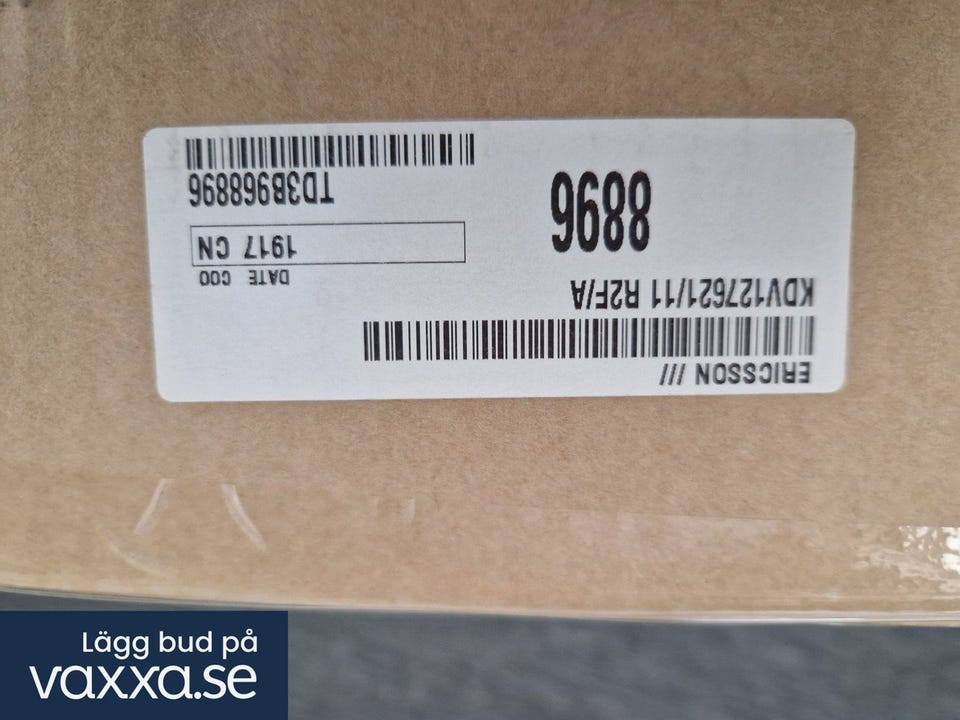 ERICSSON ///
KDV127621/11 R2F/A
8896
DATE COO
1917 CN
TD3B968896
Lägg bud på
vaxxa.se